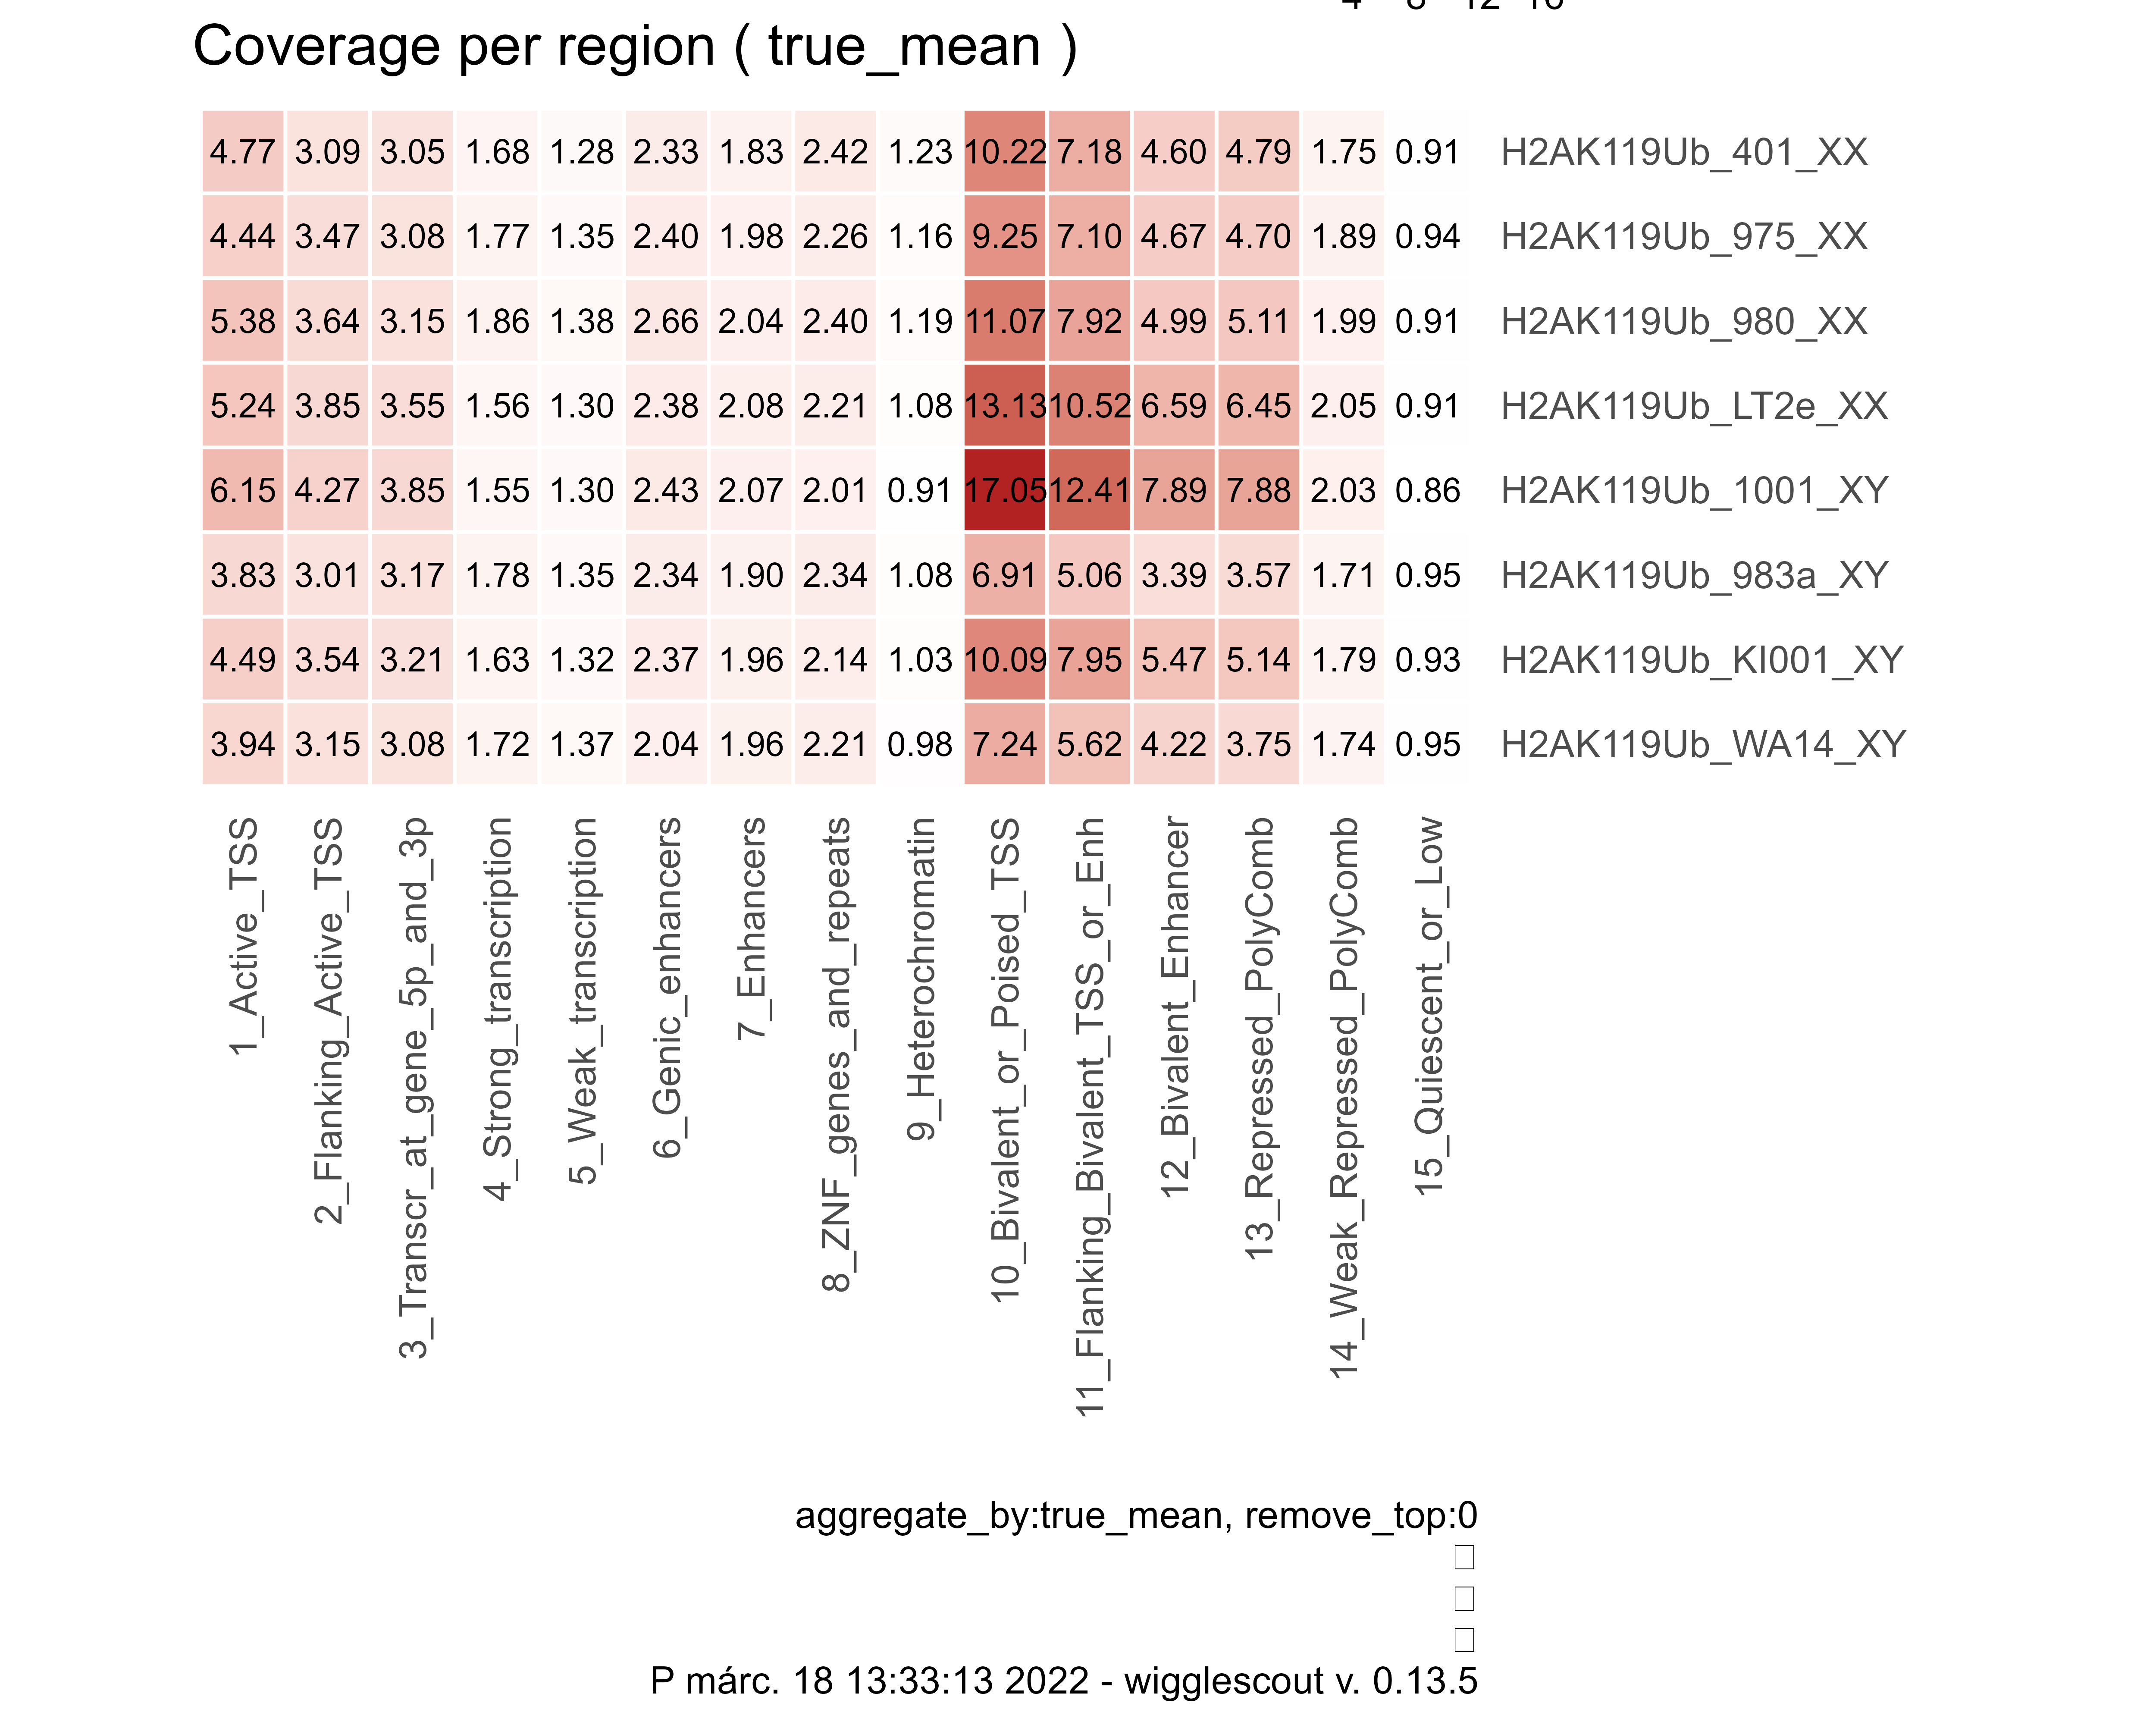 4 8 12 16
Coverage per region ( true_mean )
4.77 3.09 3.05 1.68 1.28 2.33 1.83 2.42 1.23 10.22 7.18 4.60 4.79 1.75 0.91 H2AK119Ub_401_XX
4.44 3.47 3.08 1.77 1.35 2.40 1.98 2.26 1.16 9.25 7.10 4.67 4.70 1.89 0.94 H2AK119Ub_975_XX
5.38 3.64 3.15 1.86 1.38 2.66 2.04 2.40 1.19 11.07 7.92 4.99 5.11 1.99 0.91 H2AK119Ub_980_XX
5.24 3.85 3.55 1.56 1.30 2.38 2.08 2.21 1.08 13.13 10.52 6.59 6.45 2.05 0.91 H2AK119Ub_LT2e_XX
6.15 4.27 3.85 1.55 1.30 2.43 2.07 2.01 0.91 17.05 12.41 7.89 7.88 2.03 0.86 H2AK119Ub_1001_XY
3.83 3.01 3.17 1.78 1.35 2.34 1.90 2.34 1.08 6.91 5.06 3.39 3.57 1.71 0.95 H2AK119Ub_983a_XY
4.49 3.54 3.21 1.63 1.32 2.37 1.96 2.14 1.03 10.09 7.95 5.47 5.14 1.79 0.93 H2AK119Ub_KI001_XY
3.94 3.15 3.08 1.72 1.37 2.04 1.96 2.21 0.98 7.24 5.62 4.22 3.75 1.74 0.95 H2AK119Ub_WA14_XY
1_Active_TSS
2_Flanking_Active_TSS
3_Transcr_at_gene_5p_and_3p
4_Strong_transcription
5_Weak_transcription
6_Genic_enhancers
7_Enhancers
8_ZNF_genes_and_repeats
9_Heterochromatin
10_Bivalent_or_Poised_TSS
11_Flanking_Bivalent_TSS_or_Enh
12_Bivalent_Enhancer
13_Repressed_PolyComb
14_Weak_Repressed_PolyComb
15_Quiescent_or_Low
aggregate_by:true_mean, remove_top:0
P márc. 18 13:33:13 2022 - wigglescout v. 0.13.5